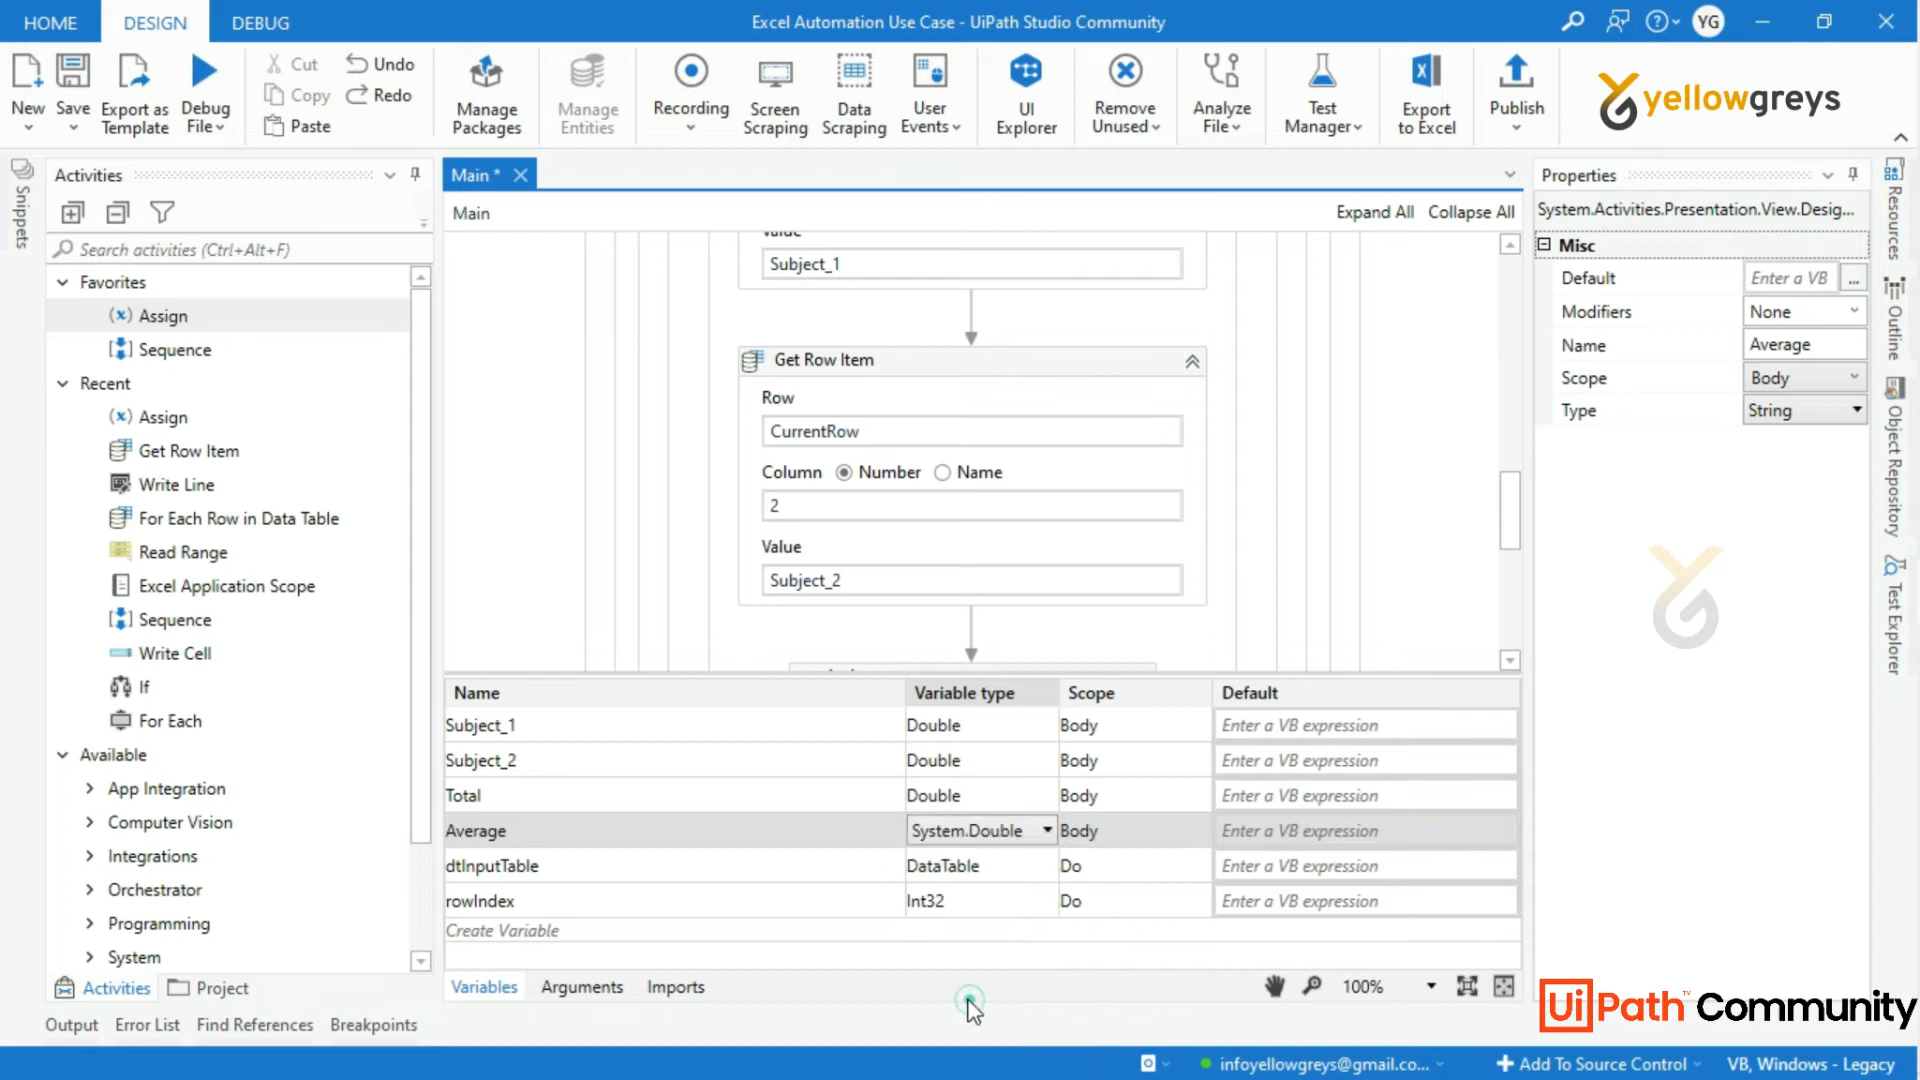 HOME DESIGN DEBUG Excel Automation Use Case - UiPath Studio Community YG
New Save Export as Template Debug File Cut Copy Paste Undo Redo Manage Packages Manage Entities Recording Screen Scraping Data Scraping User Events UI Explorer Remove Unused Analyze File Test Manager Export to Excel Publish yellowgreys
Snippets
Activities
Search activities (Ctrl+Alt+F)
Favorites
(x) Assign
Sequence
Recent
(x) Assign
Get Row Item
Write Line
For Each Row in Data Table
Read Range
Excel Application Scope
Sequence
Write Cell
If
For Each
Available
App Integration
Computer Vision
Integrations
Orchestrator
Programming
System
Activities Project
Main *
Main Expand All Collapse All
Value
Subject_1
Get Row Item
Row
CurrentRow
Column Number Name
2
Value
Subject_2
Name Variable type Scope Default
Subject_1 Double Body Enter a VB expression
Subject_2 Double Body Enter a VB expression
Total Double Body Enter a VB expression
Average System.Double Body Enter a VB expression
dtInputTable DataTable Do Enter a VB expression
rowIndex Int32 Do Enter a VB expression
Create Variable
Variables Arguments Imports 100%
Properties
System.Activities.Presentation.View.Desig...
Misc
Default Enter a VB ...
Modifiers None
Name Average
Scope Body
Type String
Resources
Outline
Object Repository
Test Explorer
UiPath™ Community
Output Error List Find References Breakpoints
infoyellowgreys@gmail.co... Add To Source Control VB, Windows - Legacy